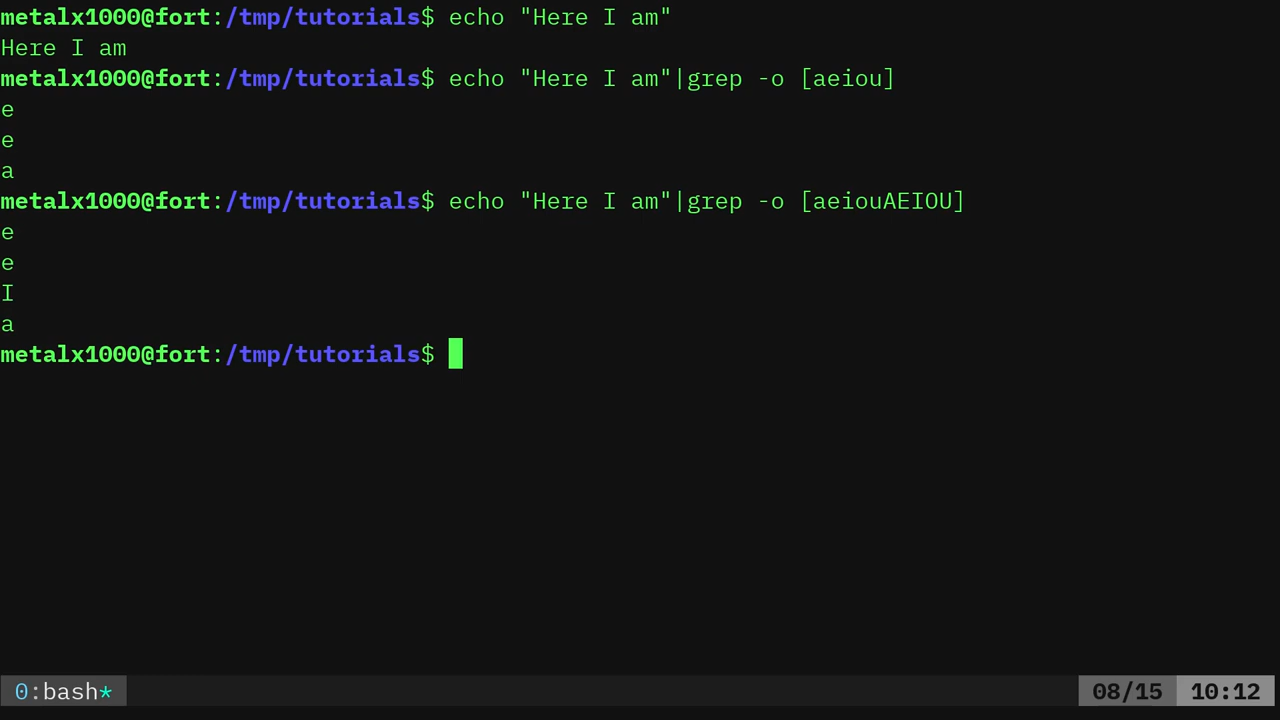 metalx1000@fort:/tmp/tutorials$ echo "Here I am"
Here I am
metalx1000@fort:/tmp/tutorials$ echo "Here I am"|grep -o [aeiou]
e
e
a
metalx1000@fort:/tmp/tutorials$ echo "Here I am"|grep -o [aeiouAEIOU]
e
e
I
a
metalx1000@fort:/tmp/tutorials$
0:bash* 08/15 10:12